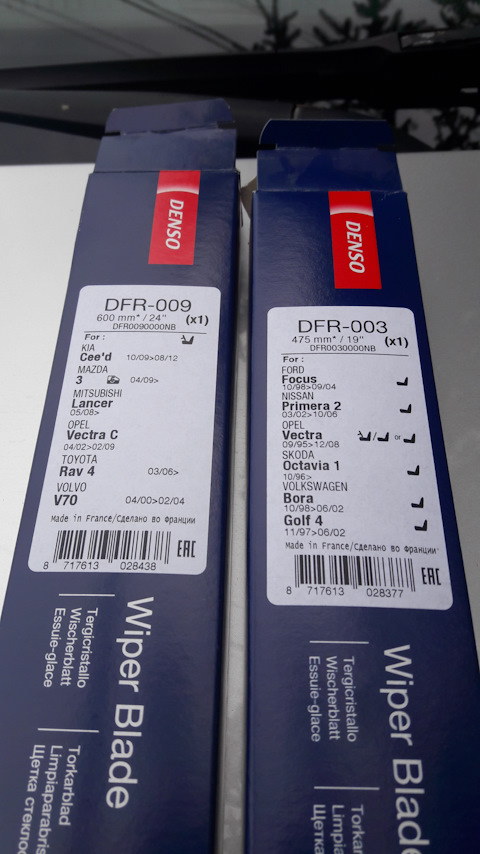 DENSO
DFR-009
600 mm* / 24" (x1)
DFR0090000NB
For :
KIA
Cee'd 10/09>08/12
MAZDA
3 04/09>
MITSUBISHI
Lancer
05/08>
OPEL
Vectra C
04/02>02/09
TOYOTA
Rav 4 03/06>
VOLVO
V70 04/00>02/04
Made in France/Сделано во Франции
8 717613 028438
EAC
Wiper Blade
Tergicristallo
Wischerblatt
Essuie-glace
Torkarblad
Limpiaparabris
Щетка стеклоо
DENSO
DFR-003
475 mm* / 19" (x1)
DFR0030000NB
For :
FORD
Focus
10/98>09/04
NISSAN
Primera 2
03/02>10/06
OPEL
Vectra / or
09/95>12/08
SKODA
Octavia 1
10/96>
VOLKSWAGEN
Bora
10/98>06/02
Golf 4
11/97>06/02
Made in France/Сделано во Франции
8 717613 028377
EAC
Wiper Blade
Tergicristallo
Wischerblatt
Essuie-glace
Torkar
Limpia
Щетка